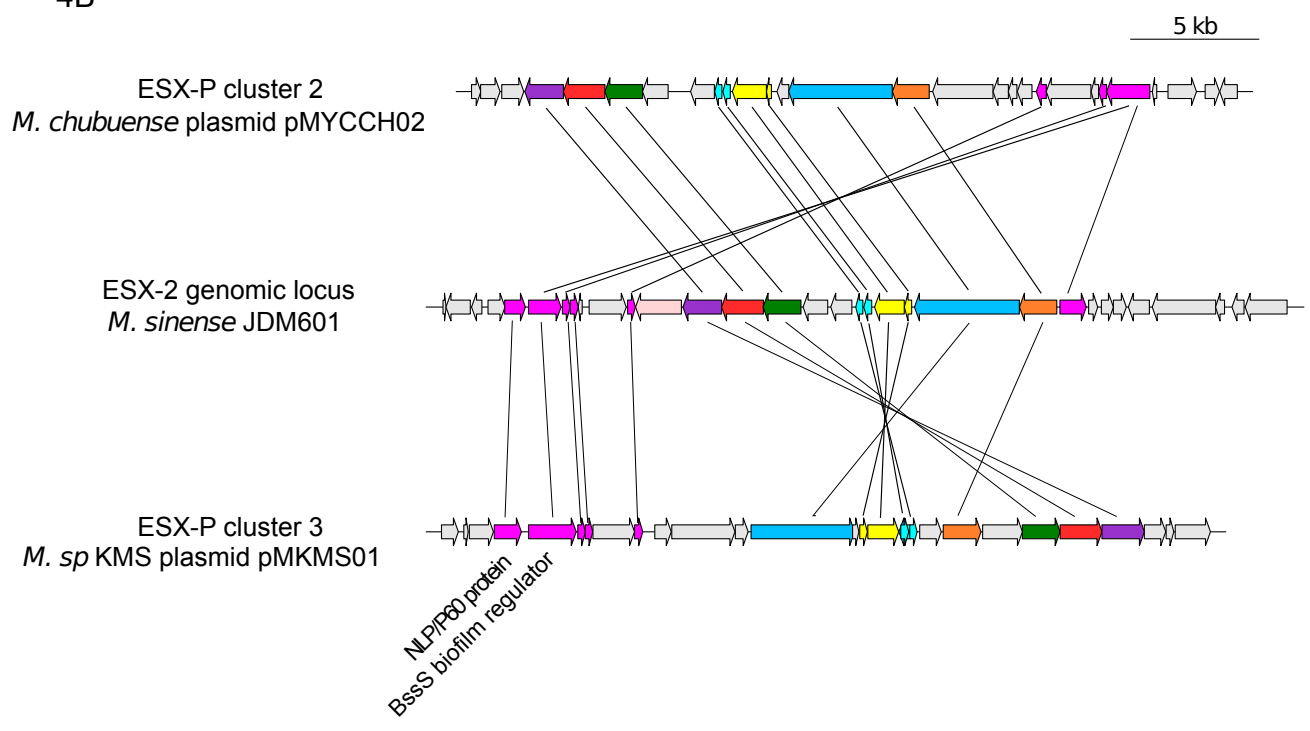 4B
5 kb
ESX-P cluster 2
M. chubuense plasmid pMYCCH02
ESX-2 genomic locus
M. sinense JDM601
ESX-P cluster 3
M. sp KMS plasmid pMKMS01
NLP/P60 protein
BssS biofilm regulator